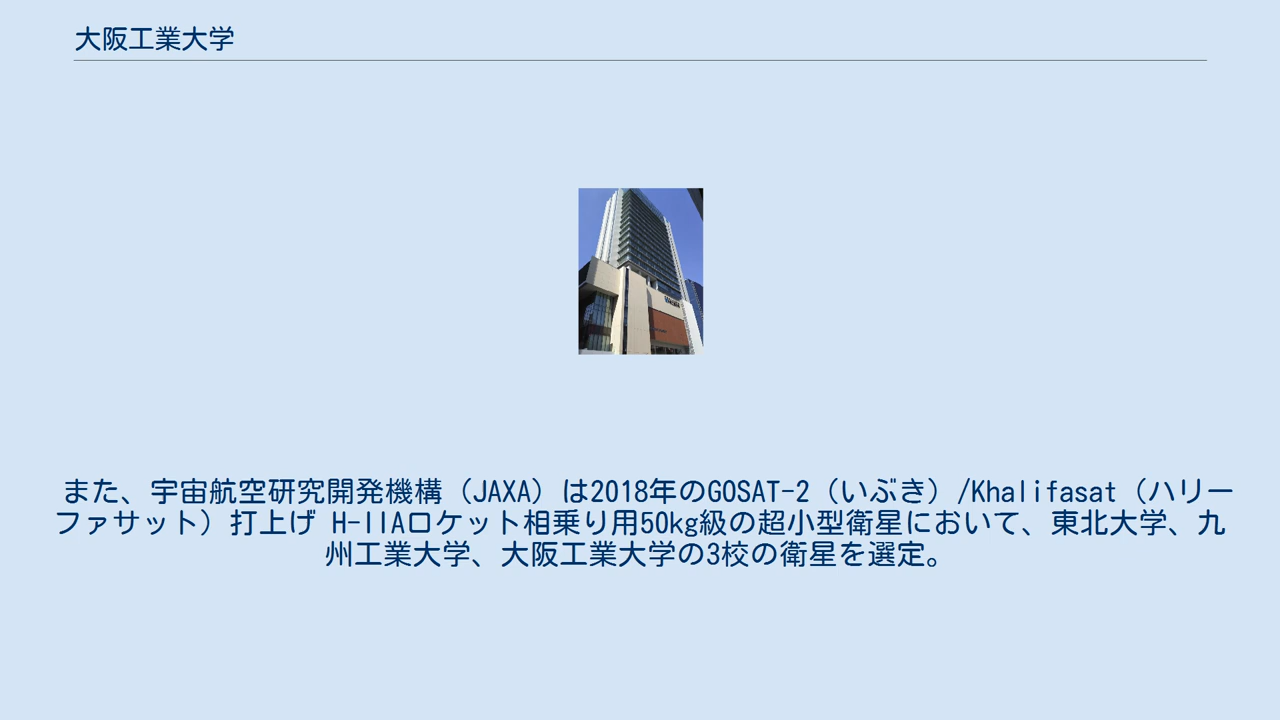 大阪工業大学
また、宇宙航空研究開発機構（JAXA）は2018年のGOSAT-2（いぶき）/Khalifasat（ハリー
ファサット）打上げ H-IIAロケット相乗り用50kg級の超小型衛星において、東北大学、九
州工業大学、大阪工業大学の3校の衛星を選定。